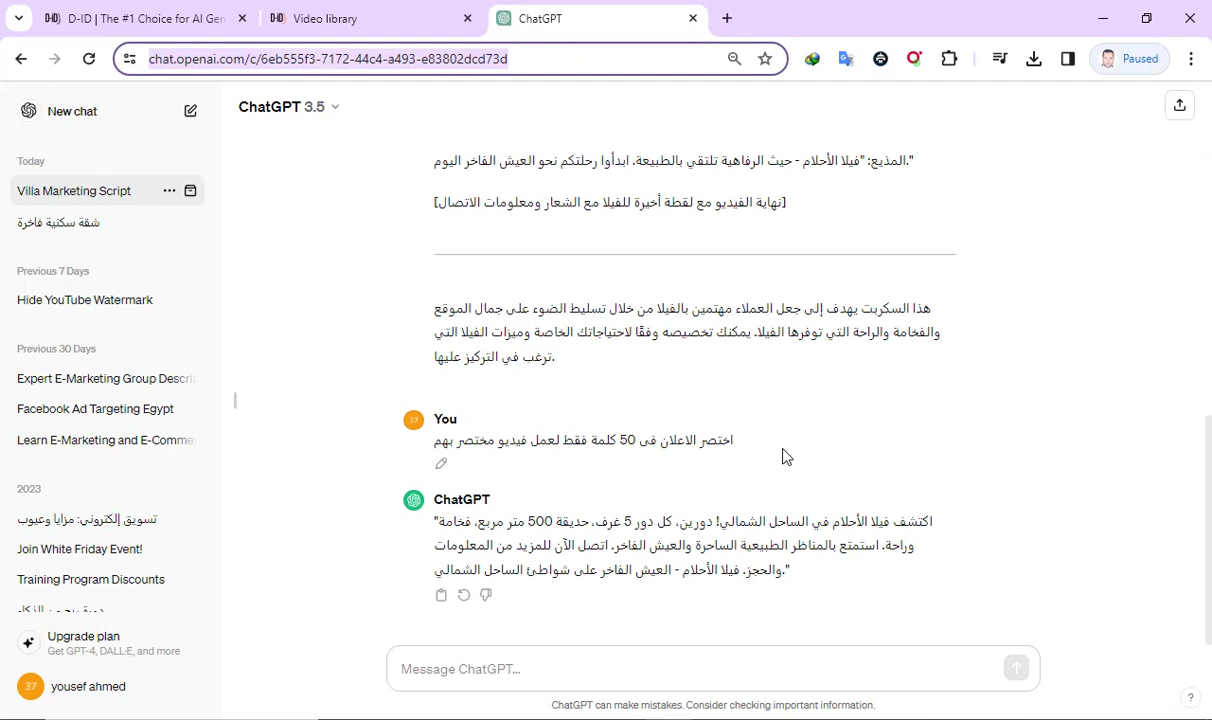 D-ID | The #1 Choice for AI Gen
Video library
ChatGPT
chat.openai.com/c/6eb555f3-7172-44c4-a493-e83802dcd73d
Paused
New chat
Today
Villa Marketing Script
شقة سكنية فاخرة
Previous 7 Days
Hide YouTube Watermark
Previous 30 Days
Expert E-Marketing Group Descri
Facebook Ad Targeting Egypt
Learn E-Marketing and E-Comme
2023
تسويق إلكتروني: مزايا وعيوب
Join White Friday Event!
Training Program Discounts
Upgrade plan
Get GPT-4, DALL·E, and more
37
yousef ahmed
ChatGPT 3.5
المذيع: "فيلا الأحلام - حيث الرفاهية تلتقي بالطبيعة. ابدأوا رحلتكم نحو العيش الفاخر اليوم."
[نهاية الفيديو مع لقطة أخيرة للفيلا مع الشعار ومعلومات الاتصال]
هذا السكربت يهدف إلى جعل العملاء مهتمين بالفيلا من خلال تسليط الضوء على جمال الموقع
والفخامة والراحة التي توفرها الفيلا. يمكنك تخصيصه وفقًا لاحتياجاتك الخاصة وميزات الفيلا التي
ترغب في التركيز عليها.
37
You
اختصر الاعلان فى 50 كلمة فقط لعمل فيديو مختصر بهم
ChatGPT
"اكتشف فيلا الأحلام في الساحل الشمالي! دورين، كل دور 5 غرف، حديقة 500 متر مربع، فخامة
وراحة. استمتع بالمناظر الطبيعية الساحرة والعيش الفاخر. اتصل الآن للمزيد من المعلومات
والحجز. فيلا الأحلام - العيش الفاخر على شواطئ الساحل الشمالي."
Message ChatGPT...
ChatGPT can make mistakes. Consider checking important information.
?